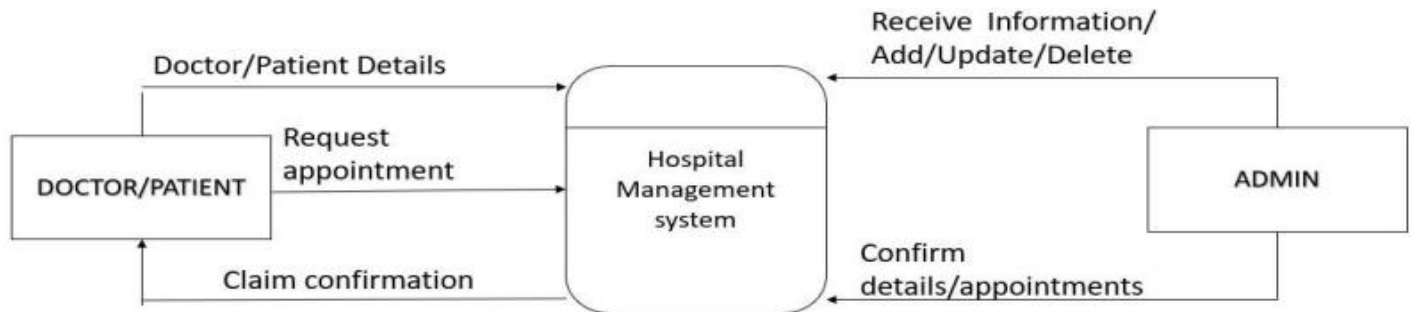 Receive Information/
Add/Update/Delete
Doctor/Patient Details
Request
appointment
DOCTOR/PATIENT
Hospital
Management
system
ADMIN
Claim confirmation
Confirm
details/appointments